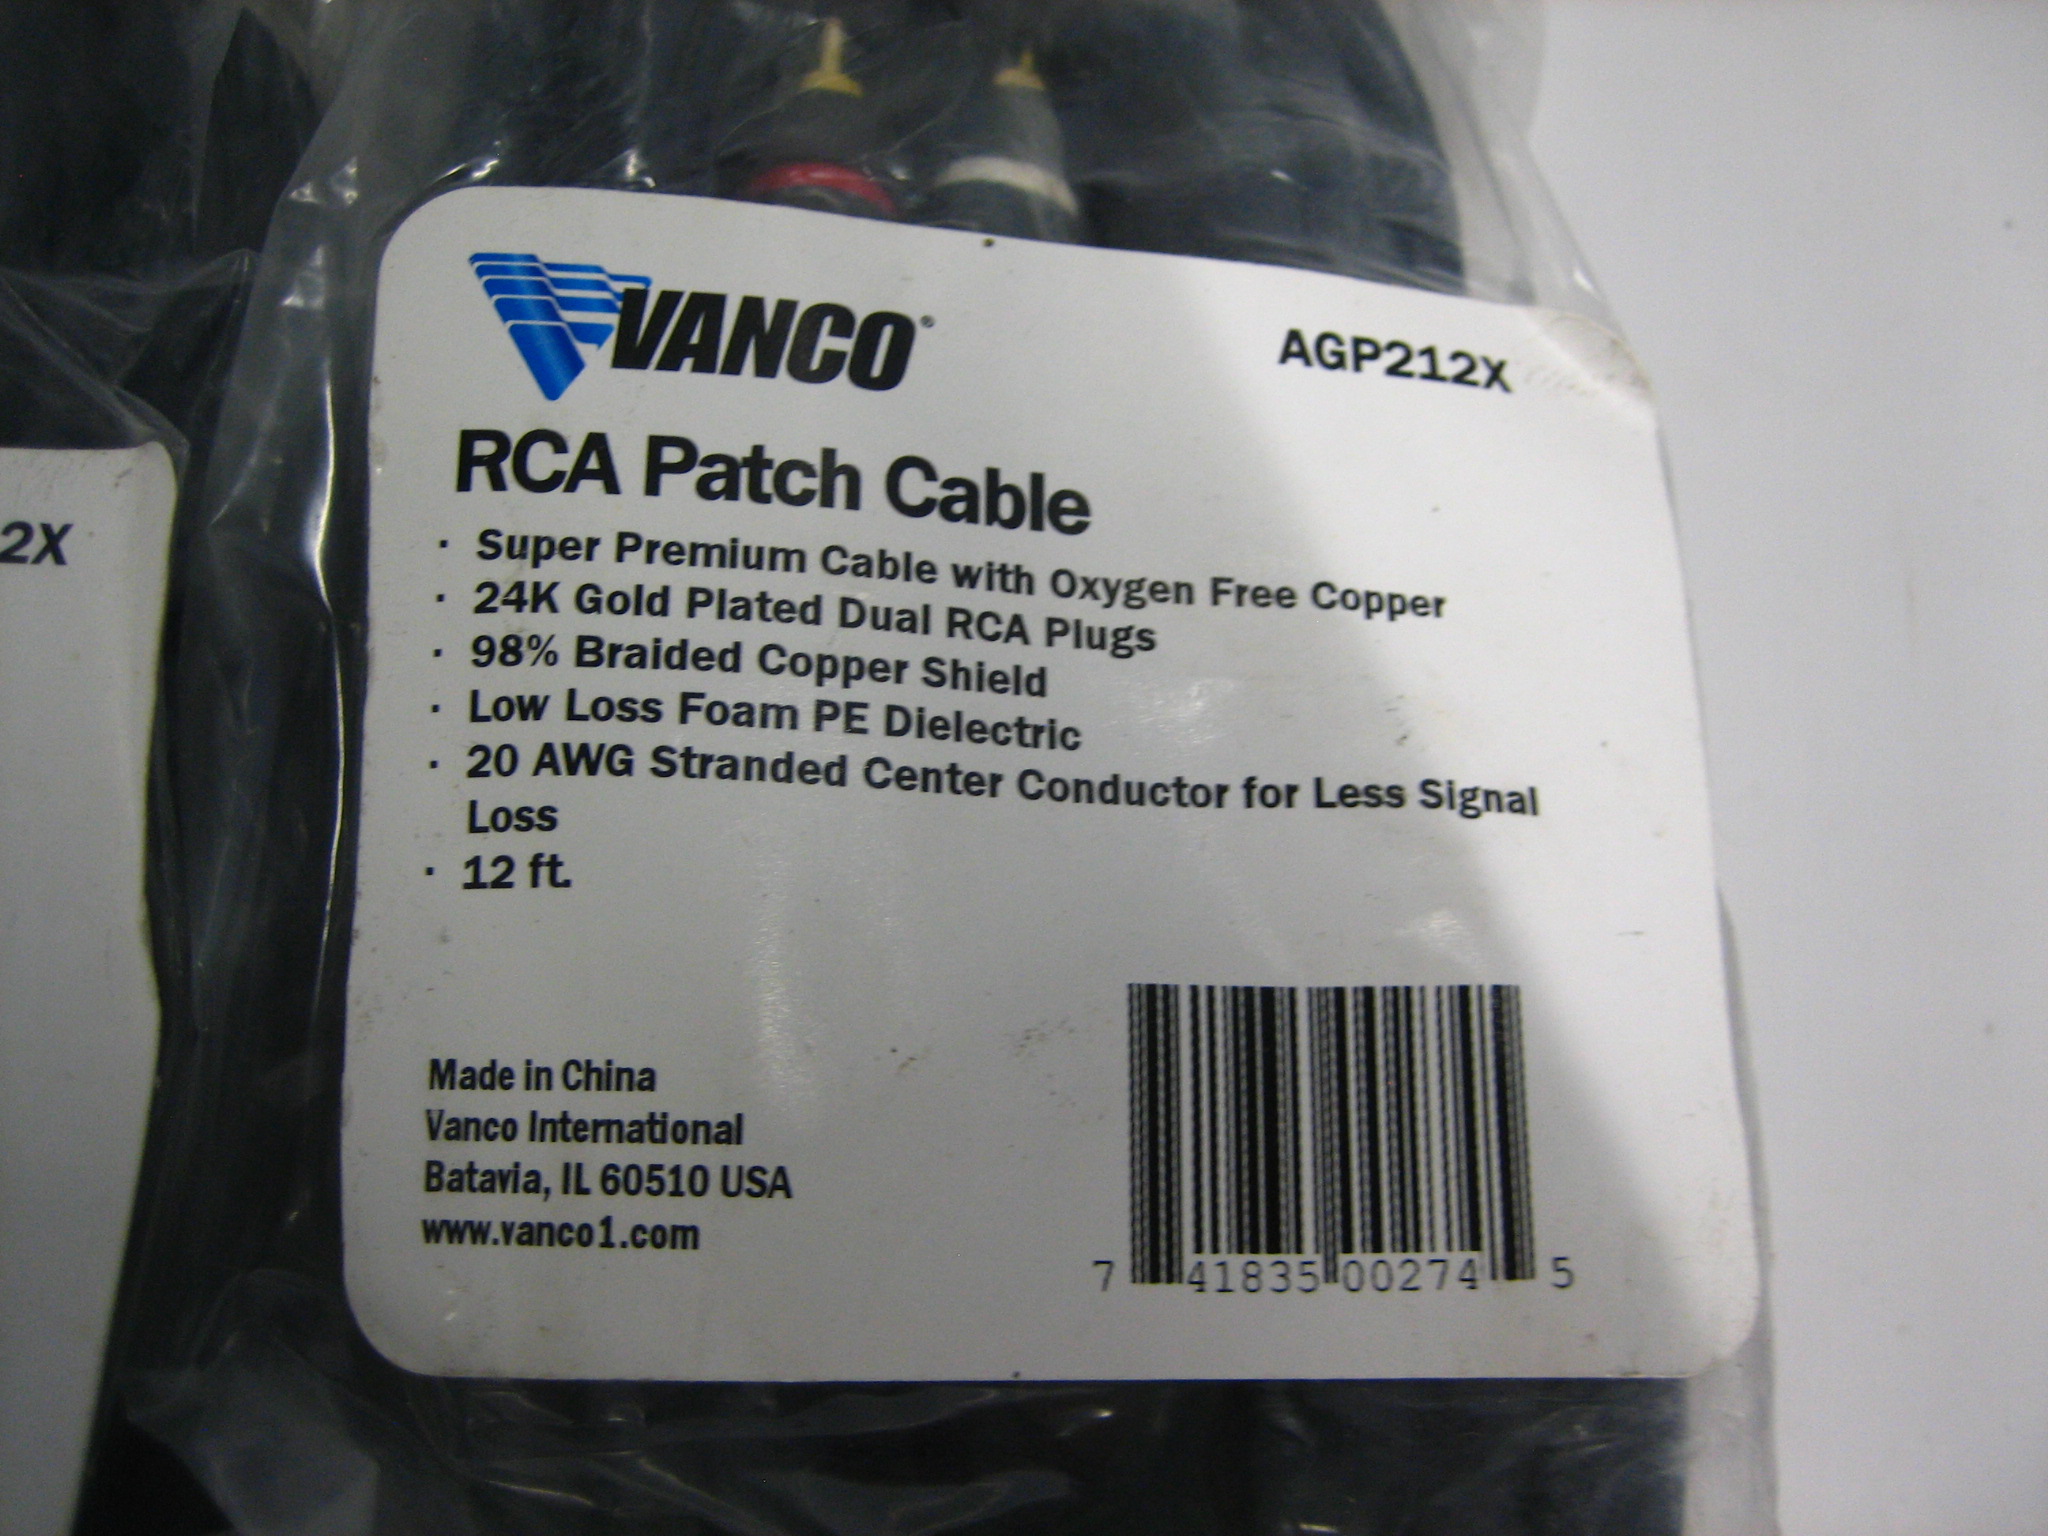 VANCO®
AGP212X
RCA Patch Cable
· Super Premium Cable with Oxygen Free Copper
· 24K Gold Plated Dual RCA Plugs
· 98% Braided Copper Shield
· Low Loss Foam PE Dielectric
· 20 AWG Stranded Center Conductor for Less Signal
Loss
· 12 ft.
Made in China
Vanco International
Batavia, IL 60510 USA
www.vanco1.com
7 41835 00274 5
2X